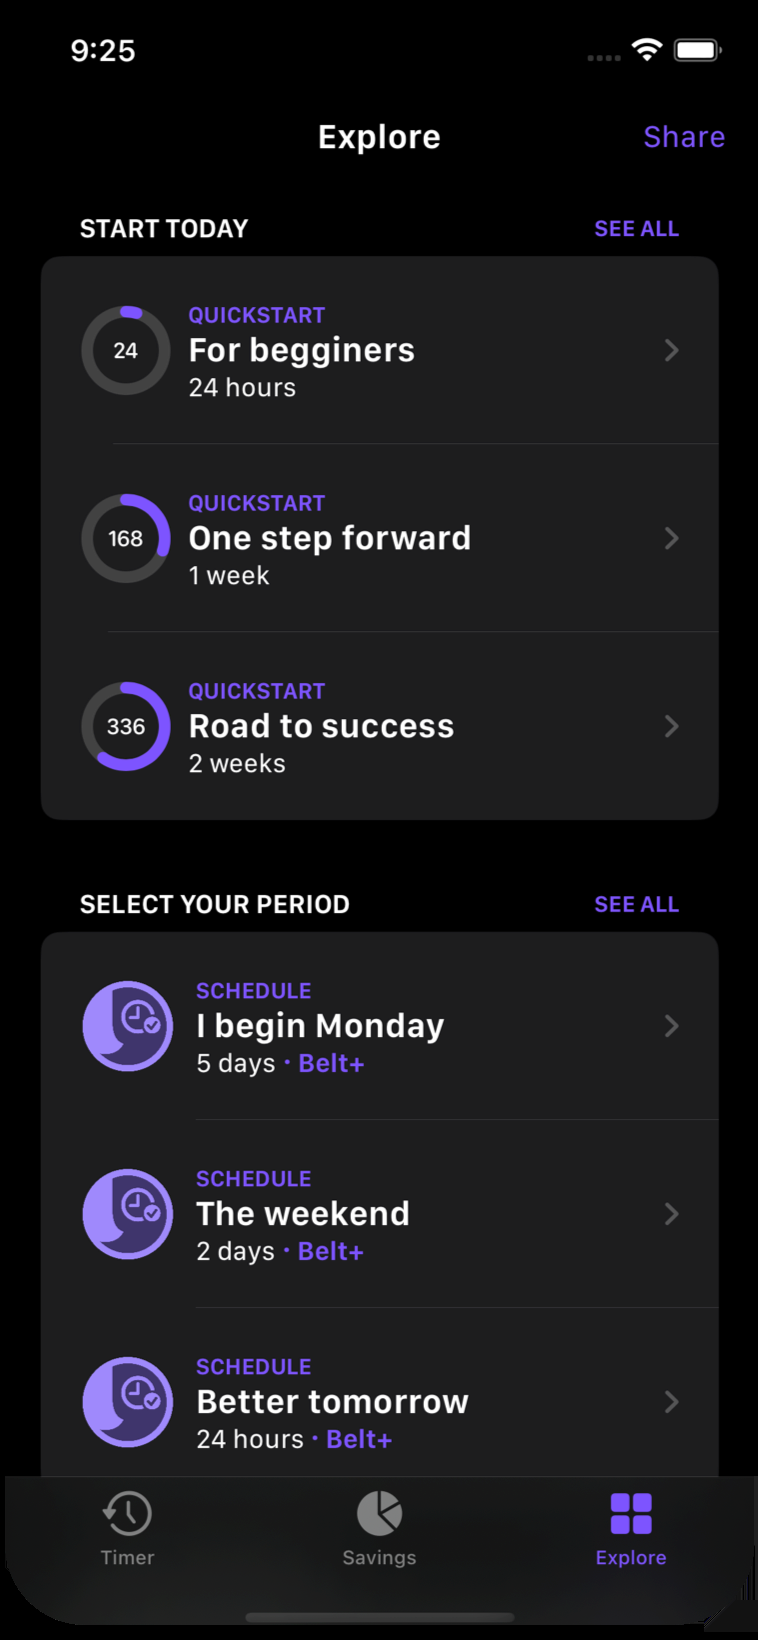 9:25
Explore
Share
START TODAY
SEE ALL
24
QUICKSTART
For begginers
24 hours
168
QUICKSTART
One step forward
1 week
336
QUICKSTART
Road to success
2 weeks
SELECT YOUR PERIOD
SEE ALL
SCHEDULE
I begin Monday
5 days · Belt+
SCHEDULE
The weekend
2 days · Belt+
SCHEDULE
Better tomorrow
24 hours · Belt+
Timer
Savings
Explore